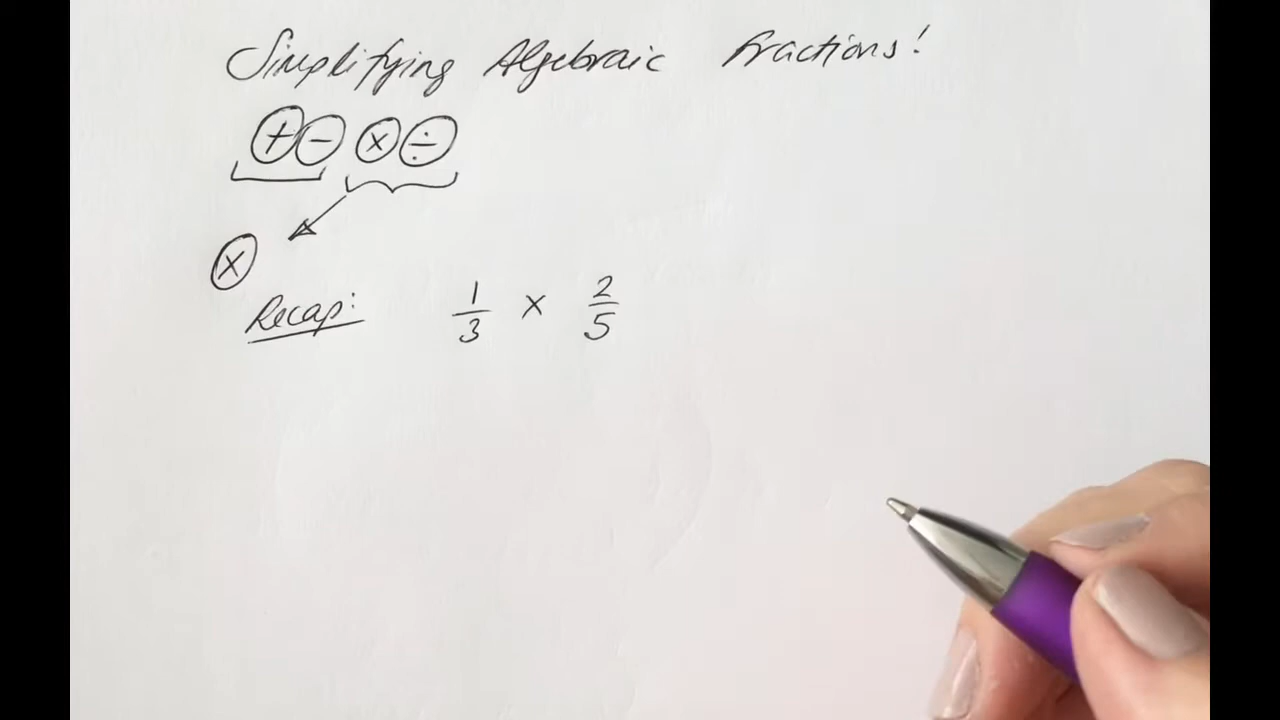 Simplifying Algebraic Fractions!
+ − × ÷
×
Recap: 1/3 × 2/5